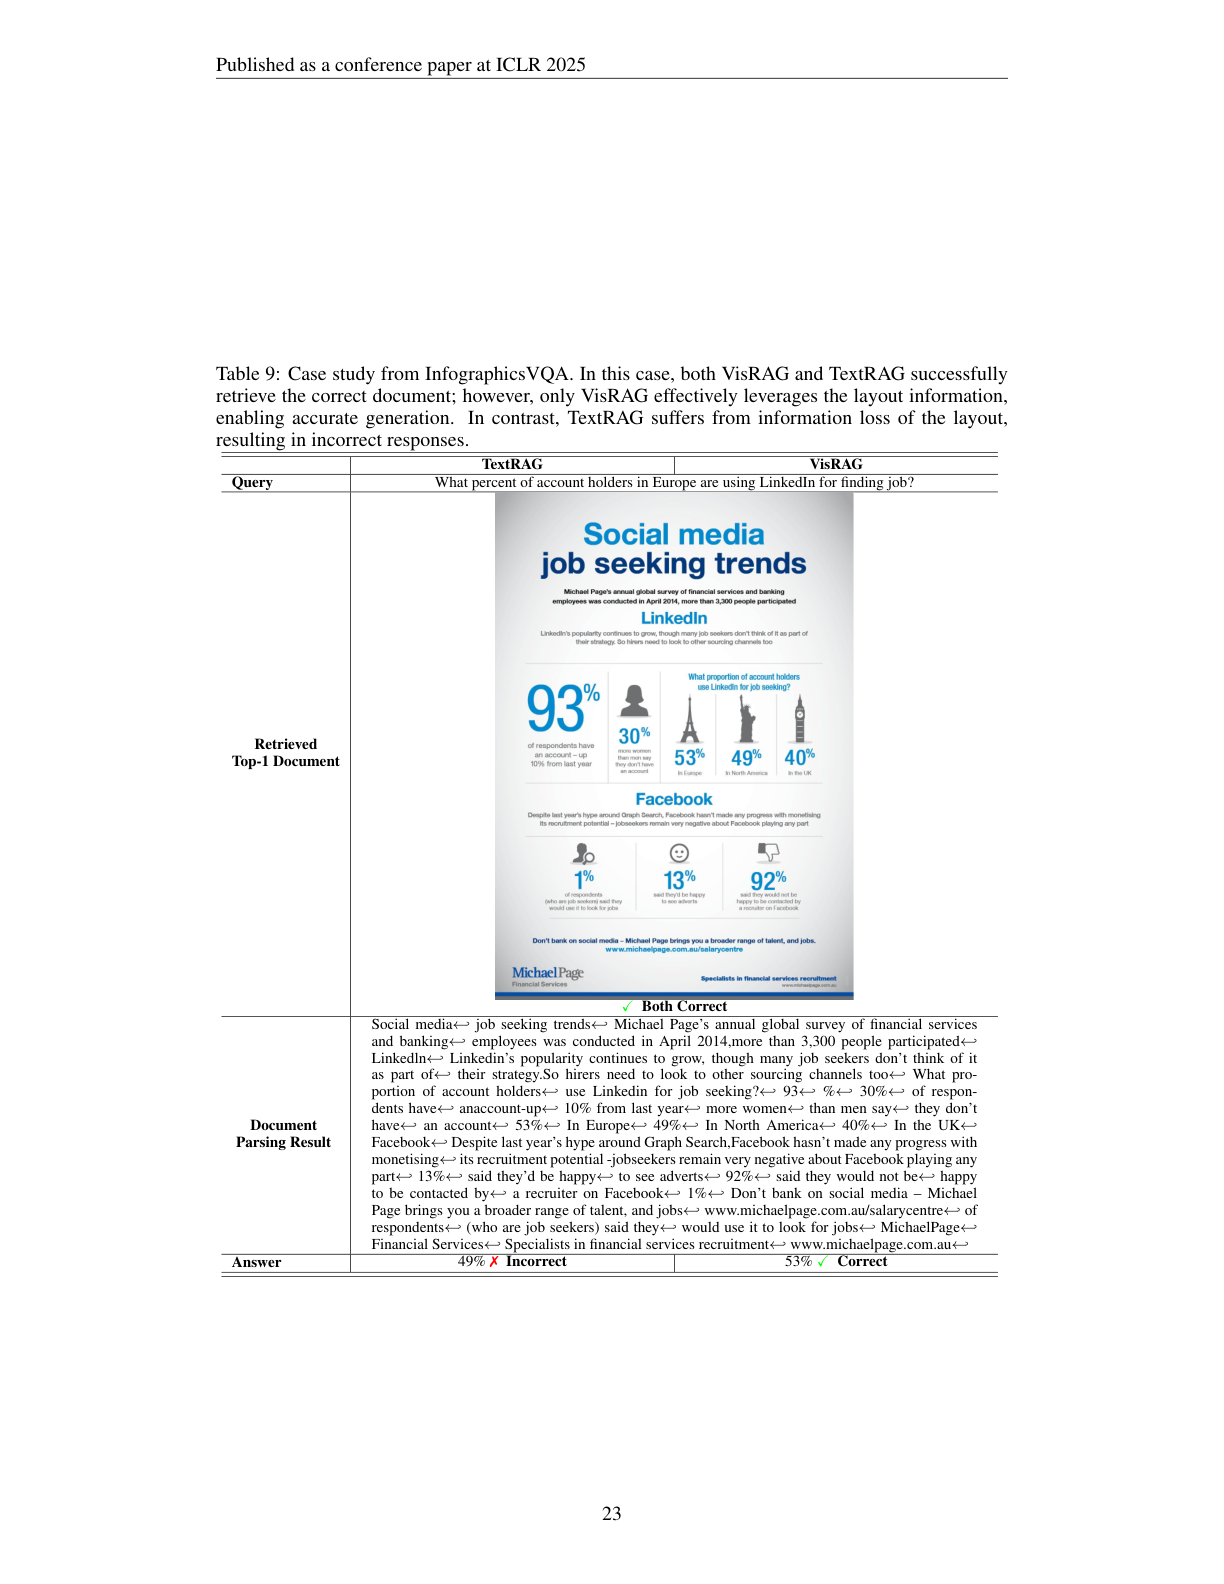 Published as a conference paper at ICLR 2025
Table 9: Case study from InfographicsVQA. In this case, both VisRAG and TextRAG successfully
retrieve the correct document; however, only VisRAG effectively leverages the layout information,
enabling accurate generation. In contrast, TextRAG suffers from information loss of the layout,
resulting in incorrect responses.
TextRAG VisRAG
Query What percent of account holders in Europe are using LinkedIn for finding job?
Retrieved
Top-1 Document
Social media
job seeking trends
Michael Page's annual global survey of financial services and banking
employees was conducted in April 2014, more than 3,300 people participated
LinkedIn
LinkedIn's popularity continues to grow, though many job seekers don't think of it as part of
their strategy. So hirers need to look to other sourcing channels too
93%
of respondents have
an account – up
10% from last year
30%
more women
than men say
they don't have
an account
What proportion of account holders
use LinkedIn for job seeking?
53% 49% 40%
In Europe In North America In the UK
Facebook
Despite last year's hype around Graph Search, Facebook hasn't made any progress with monetising
its recruitment potential – jobseekers remain very negative about Facebook playing any part
1%
of respondents
(who are job seekers) said they
would use it to look for jobs
13%
said they'd be happy
to see adverts
92%
said they would not be
happy to be contacted by
a recruiter on Facebook
Don't bank on social media – Michael Page brings you a broader range of talent, and jobs.
www.michaelpage.com.au/salarycentre
MichaelPage
Financial Services
Specialists in financial services recruitment
www.michaelpage.com.au
✓ Both Correct
Document
Parsing Result
Social media↩ job seeking trends↩ Michael Page's annual global survey of financial services
and banking↩ employees was conducted in April 2014,more than 3,300 people participated↩
LinkedIn↩ Linkedin's popularity continues to grow, though many job seekers don't think of it
as part of↩ their strategy.So hirers need to look to other sourcing channels too↩ What pro-
portion of account holders↩ use Linkedin for job seeking?↩ 93↩ %↩ 30%↩ of respon-
dents have↩ anaccount-up↩ 10% from last year↩ more women↩ than men say↩ they don't
have↩ an account↩ 53%↩ In Europe↩ 49%↩ In North America↩ 40%↩ In the UK↩
Facebook↩ Despite last year's hype around Graph Search,Facebook hasn't made any progress with
monetising↩ its recruitment potential -jobseekers remain very negative about Facebook playing any
part↩ 13%↩ said they'd be happy↩ to see adverts↩ 92%↩ said they would not be↩ happy
to be contacted by↩ a recruiter on Facebook↩ 1%↩ Don't bank on social media – Michael
Page brings you a broader range of talent, and jobs↩ www.michaelpage.com.au/salarycentre↩ of
respondents↩ (who are job seekers) said they↩ would use it to look for jobs↩ MichaelPage↩
Financial Services↩ Specialists in financial services recruitment↩ www.michaelpage.com.au↩
Answer 49% ✗ Incorrect 53% ✓ Correct
23